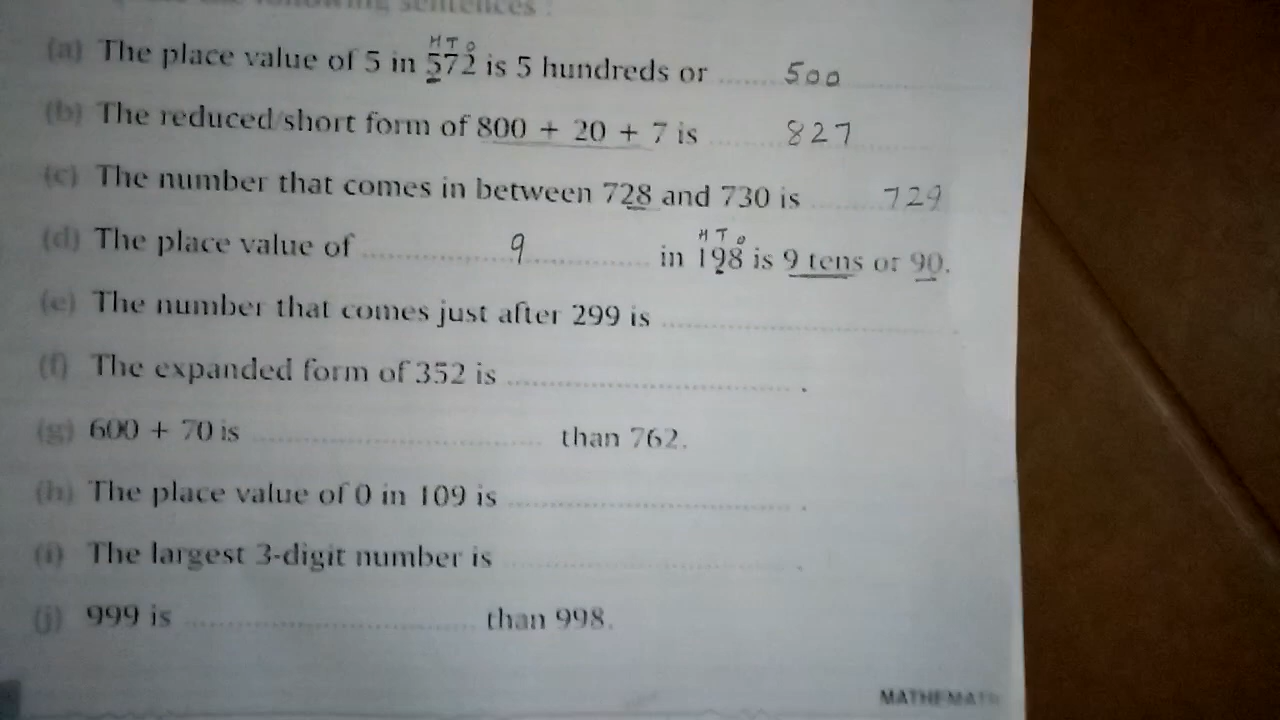 following sentences :
H T O
(a) The place value of 5 in 572 is 5 hundreds or ...... 500 ......
(b) The reduced/short form of 800 + 20 + 7 is ...... 827 ......
(c) The number that comes in between 728 and 730 is ...... 729
H T O
(d) The place value of ...... 9 ...... in 198 is 9 tens or 90.
(e) The number that comes just after 299 is ......
(f) The expanded form of 352 is ...... .
(g) 600 + 70 is ...... than 762.
(h) The place value of 0 in 109 is ...... .
(i) The largest 3-digit number is ...... .
(j) 999 is ...... than 998.